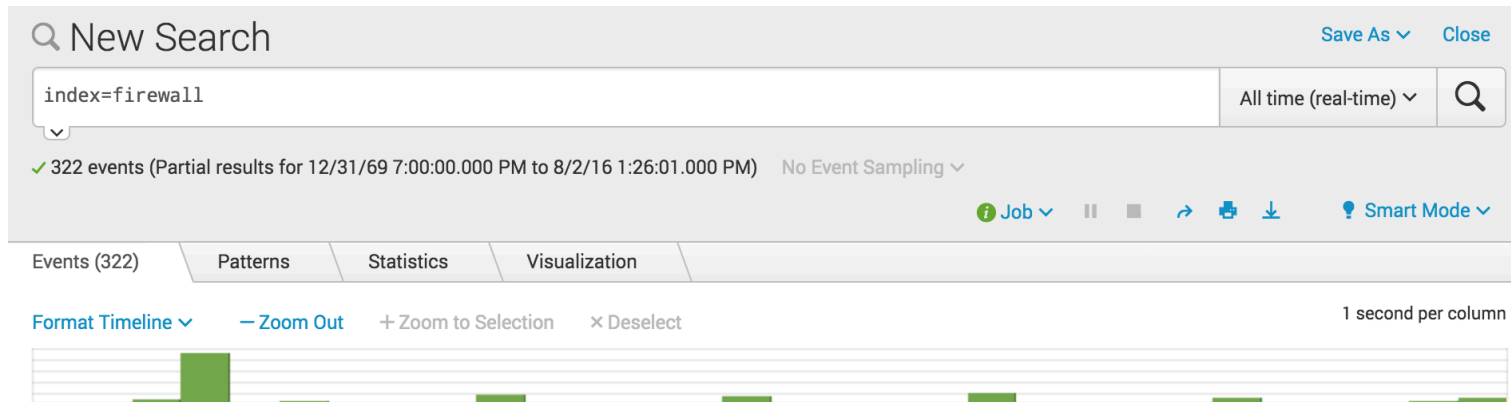 New Search
Save As
Close
index=firewall
All time (real-time)
322 events (Partial results for 12/31/69 7:00:00.000 PM to 8/2/16 1:26:01.000 PM)
No Event Sampling
i Job
Smart Mode
Events (322)
Patterns
Statistics
Visualization
Format Timeline
— Zoom Out
+ Zoom to Selection
× Deselect
1 second per column